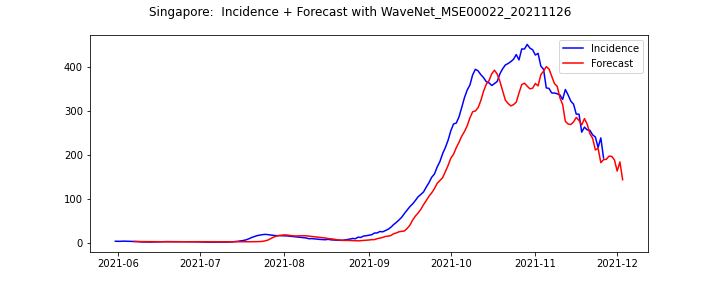 Singapore:  Incidence + Forecast with WaveNet_MSE00022_20211126
Incidence
Forecast
400
300
200
100
0
2021-06 2021-07 2021-08 2021-09 2021-10 2021-11 2021-12